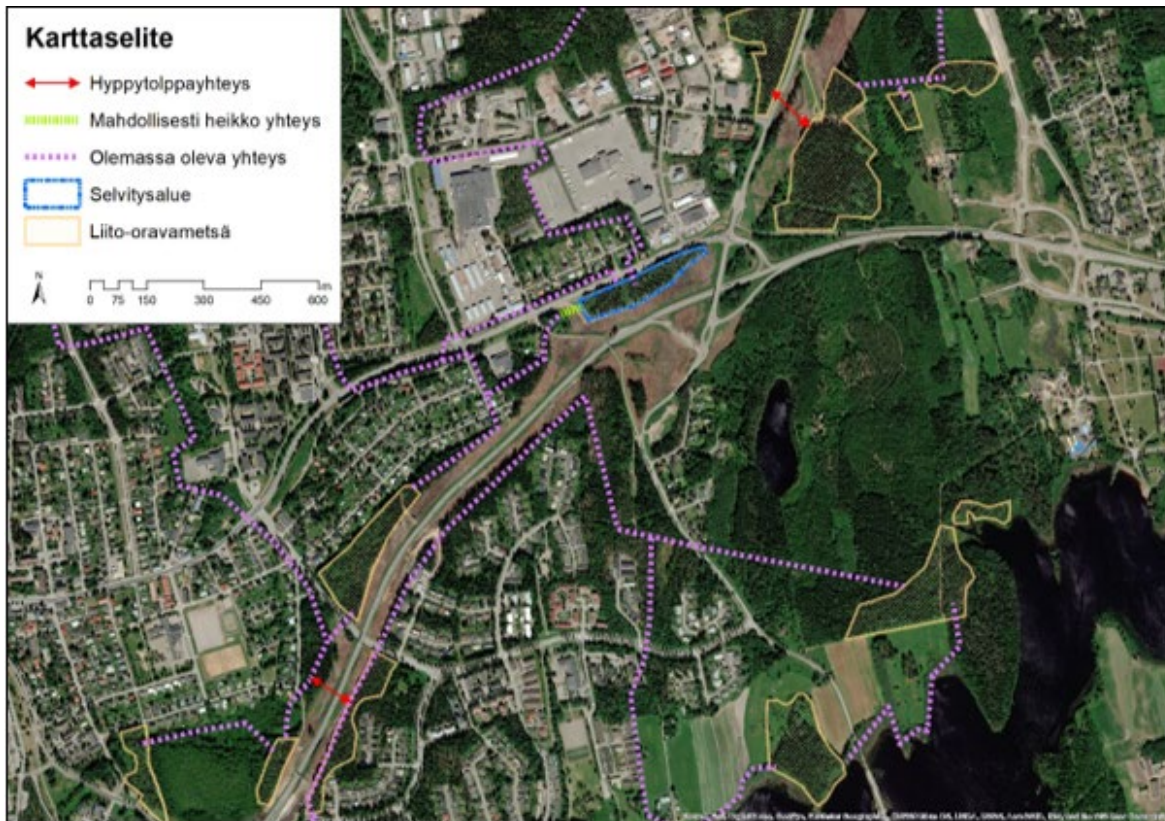 Karttaselite
Hyppytolppayhteys
Mahdollisesti heikko yhteys
Olemassa oleva yhteys
Selvitysalue
Liito-oravametsä
N
0 75 150 300 450 600 m